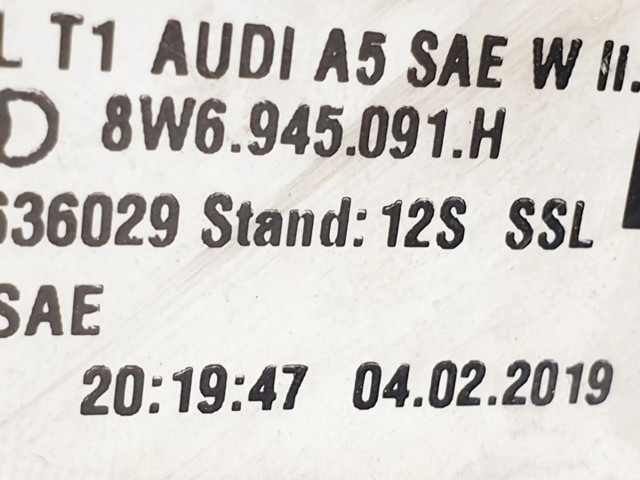 L T1 AUDI A5 SAE W II.
8W6.945.091.H
636029 Stand: 12S SSL
SAE
20:19:47 04.02.2019